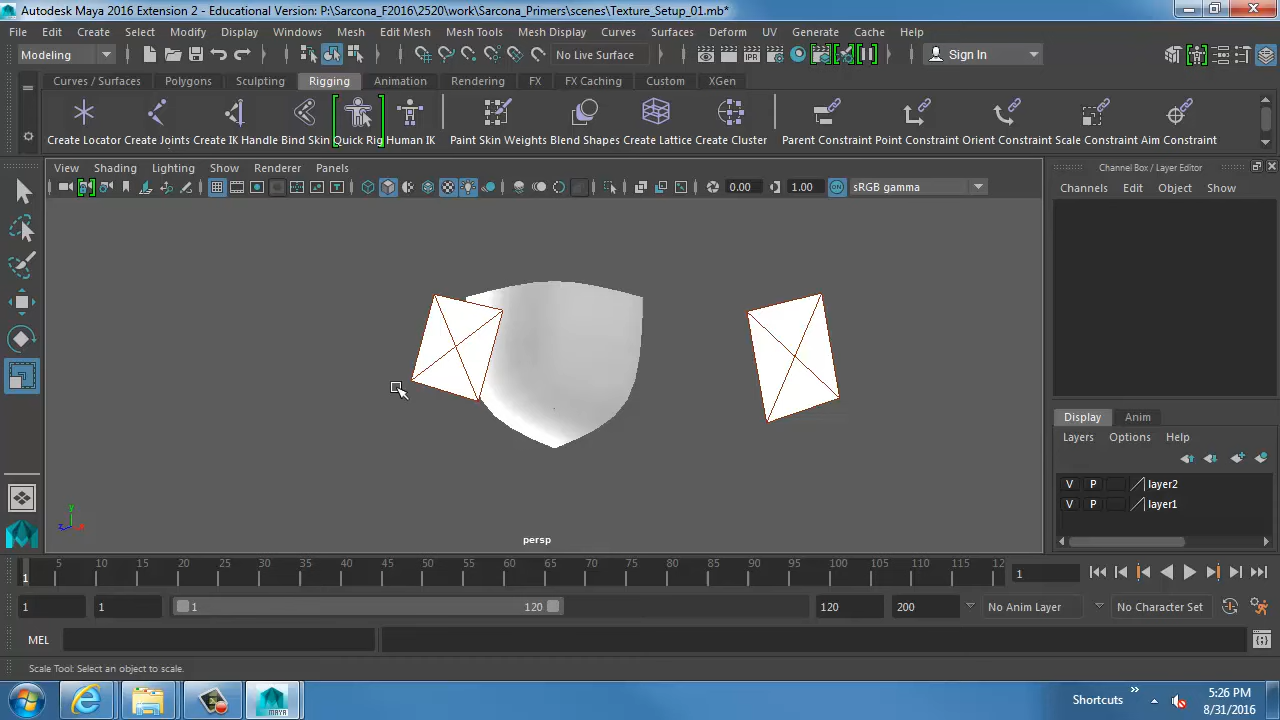 Autodesk Maya 2016 Extension 2 - Educational Version: P:\Sarcona_F2016\2520\work\Sarcona_Primers\scenes\Texture_Setup_01.mb*
File Edit Create Select Modify Display Windows Mesh Edit Mesh Mesh Tools Mesh Display Curves Surfaces Deform UV Generate Cache Help
Modeling No Live Surface Sign In
Curves / Surfaces Polygons Sculpting Rigging Animation Rendering FX FX Caching Custom XGen
Create Locator Create Joints Create IK Handle Bind Skin Quick Rig Human IK Paint Skin Weights Blend Shapes Create Lattice Create Cluster Parent Constraint Point Constraint Orient Constraint Scale Constraint Aim Constraint
View Shading Lighting Show Renderer Panels
0.00 1.00 ON sRGB gamma
Channel Box / Layer Editor
Channels Edit Object Show
Display Anim
Layers Options Help
V P layer2
V P layer1
y
z x
persp
1 5 10 15 20 25 30 35 40 45 50 55 60 65 70 75 80 85 90 95 100 105 110 115 12
1
1 1 1 120 120 200 No Anim Layer No Character Set
MEL
Scale Tool: Select an object to scale.
MAYA
Shortcuts
5:26 PM
8/31/2016